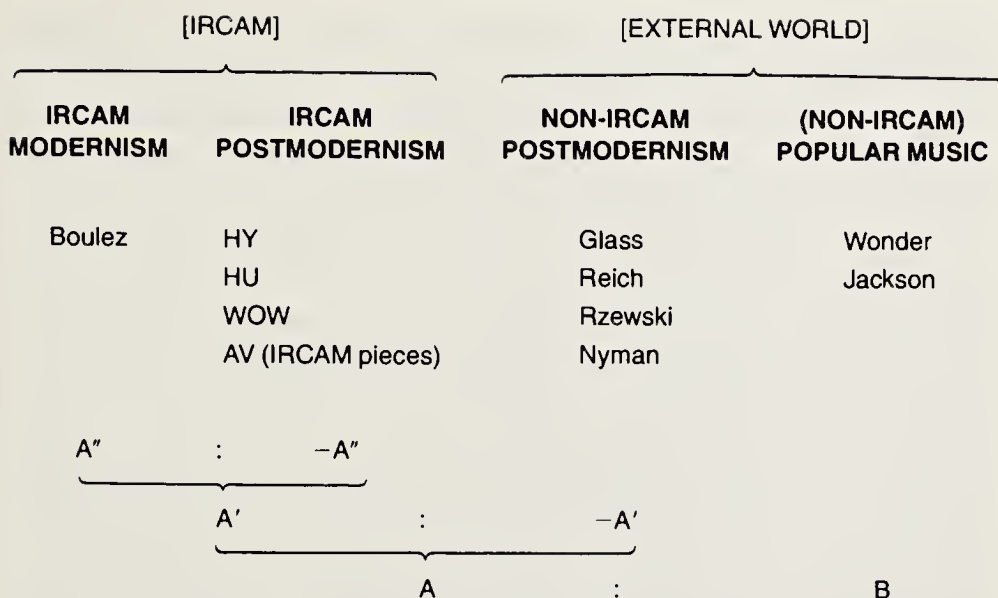 [IRCAM] [EXTERNAL WORLD]
IRCAM IRCAM NON-IRCAM (NON-IRCAM)
MODERNISM POSTMODERNISM POSTMODERNISM POPULAR MUSIC
Boulez HY Glass Wonder
HU Reich Jackson
WOW Rzewski
AV (IRCAM pieces) Nyman
A″ : −A″
A′ : −A′
A : B